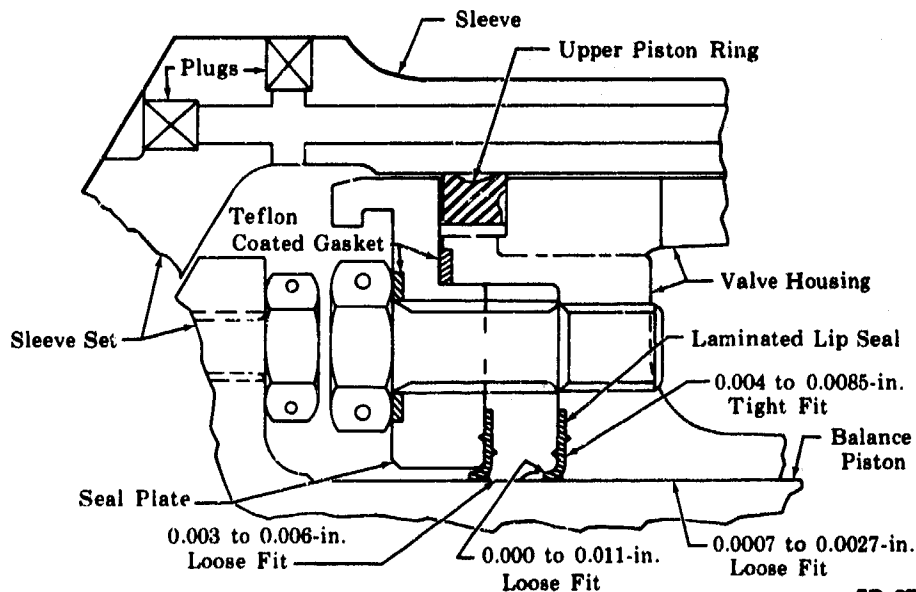 Sleeve
Upper Piston Ring
Plugs
Teflon
Coated Gasket
Valve Housing
Sleeve Set
Laminated Lip Seal
0.004 to 0.0085-in.
Tight Fit
Balance
Piston
Seal Plate
0.003 to 0.006-in.
Loose Fit
0.000 to 0.011-in.
Loose Fit
0.0007 to 0.0027-in.
Loose Fit